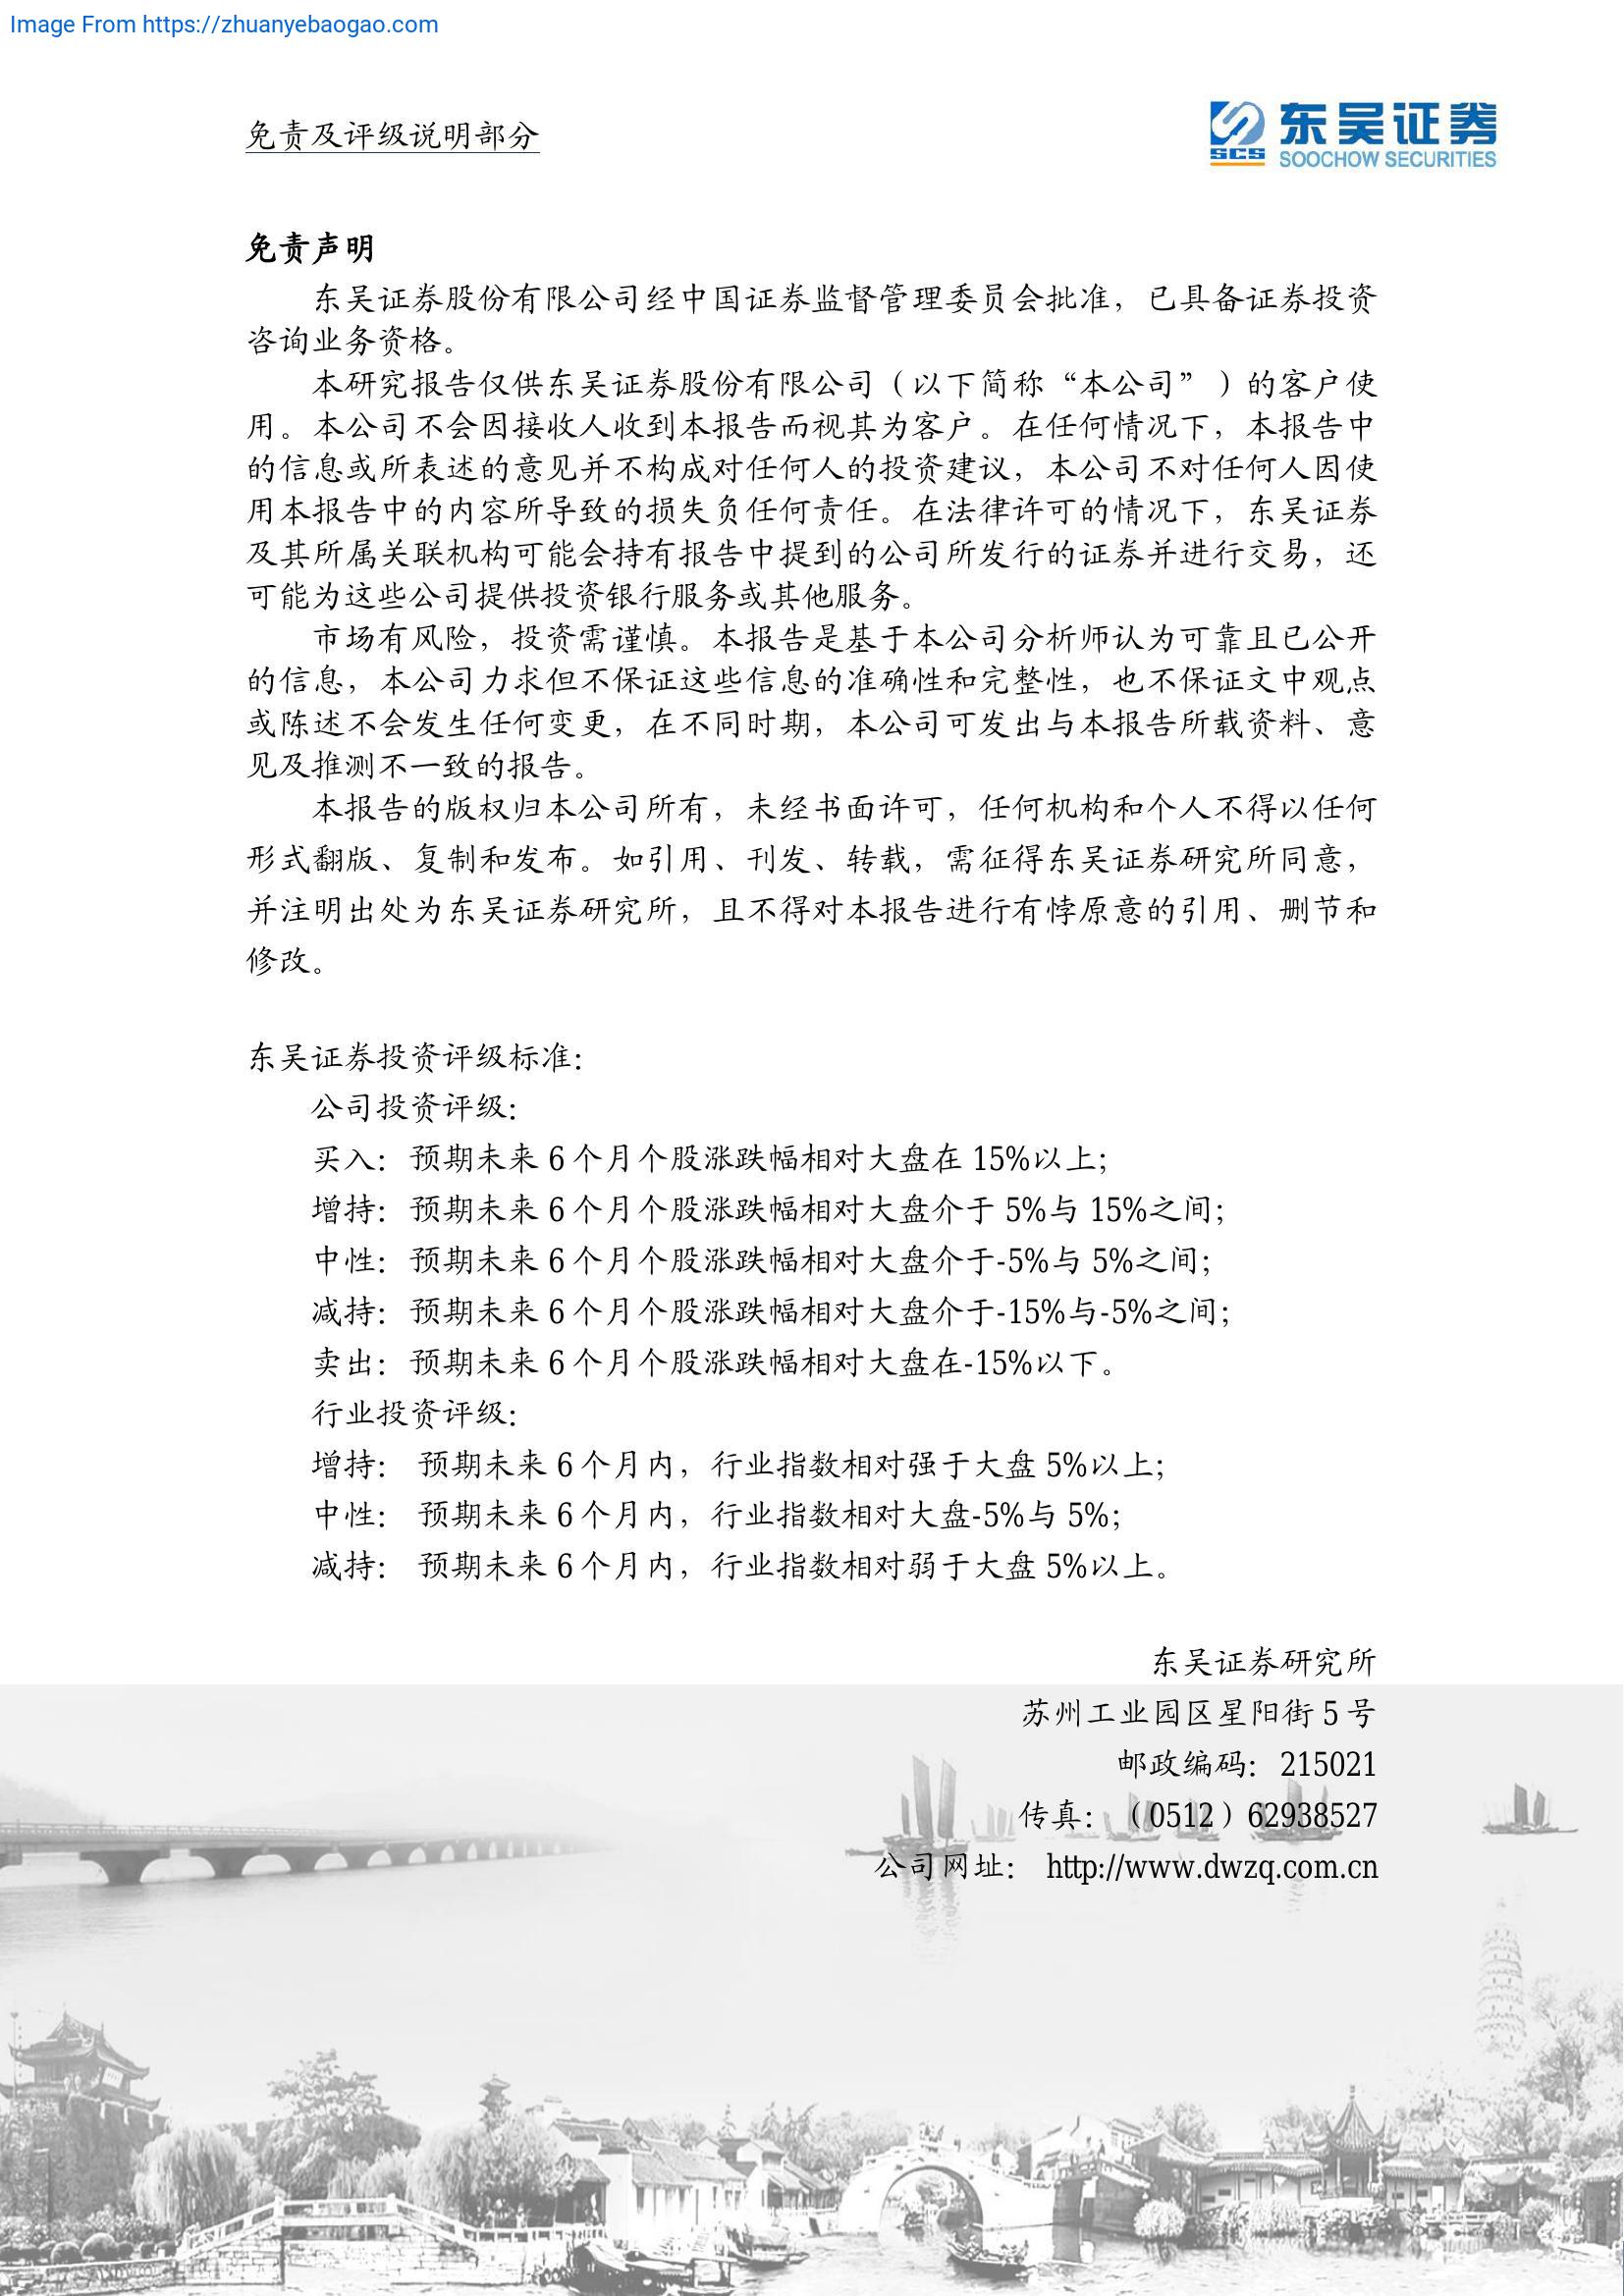 Image From https://zhuanyebaogao.com
免责及评级说明部分
东吴证券
SCS
SOOCHOW SECURITIES
免责声明
东吴证券股份有限公司经中国证券监督管理委员会批准，已具备证券投资
咨询业务资格。
本研究报告仅供东吴证券股份有限公司（以下简称“本公司”）的客户使
用。本公司不会因接收人收到本报告而视其为客户。在任何情况下，本报告中
的信息或所表述的意见并不构成对任何人的投资建议，本公司不对任何人因使
用本报告中的内容所导致的损失负任何责任。在法律许可的情况下，东吴证券
及其所属关联机构可能会持有报告中提到的公司所发行的证券并进行交易，还
可能为这些公司提供投资银行服务或其他服务。
市场有风险，投资需谨慎。本报告是基于本公司分析师认为可靠且已公开
的信息，本公司力求但不保证这些信息的准确性和完整性，也不保证文中观点
或陈述不会发生任何变更，在不同时期，本公司可发出与本报告所载资料、意
见及推测不一致的报告。
本报告的版权归本公司所有，未经书面许可，任何机构和个人不得以任何
形式翻版、复制和发布。如引用、刊发、转载，需征得东吴证券研究所同意，
并注明出处为东吴证券研究所，且不得对本报告进行有悖原意的引用、删节和
修改。
东吴证券投资评级标准：
公司投资评级：
买入：预期未来 6 个月个股涨跌幅相对大盘在 15%以上；
增持：预期未来 6 个月个股涨跌幅相对大盘介于 5%与 15%之间；
中性：预期未来 6 个月个股涨跌幅相对大盘介于-5%与 5%之间；
减持：预期未来 6 个月个股涨跌幅相对大盘介于-15%与-5%之间；
卖出：预期未来 6 个月个股涨跌幅相对大盘在-15%以下。
行业投资评级：
增持： 预期未来 6 个月内，行业指数相对强于大盘 5%以上；
中性： 预期未来 6 个月内，行业指数相对大盘-5%与 5%；
减持： 预期未来 6 个月内，行业指数相对弱于大盘 5%以上。
东吴证券研究所
苏州工业园区星阳街 5 号
邮政编码：215021
传真：（0512）62938527
公司网址： http://www.dwzq.com.cn